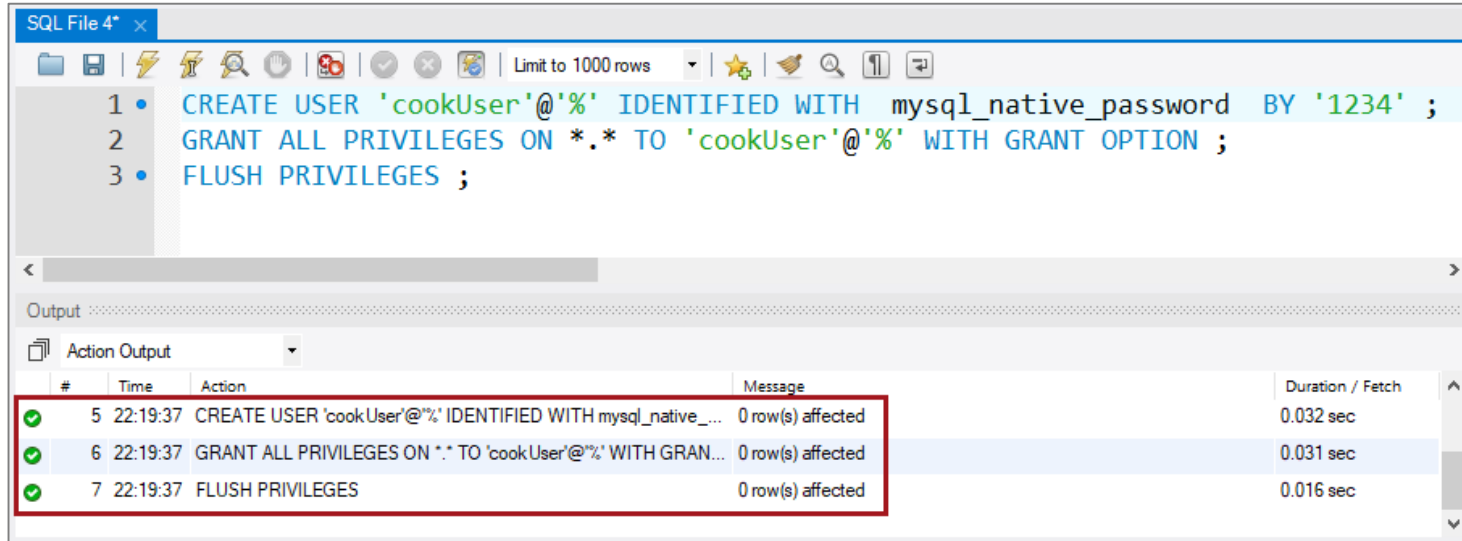 SQL File 4*
Limit to 1000 rows
1 CREATE USER 'cookUser'@'%' IDENTIFIED WITH mysql_native_password BY '1234' ;
2 GRANT ALL PRIVILEGES ON *.* TO 'cookUser'@'%' WITH GRANT OPTION ;
3 FLUSH PRIVILEGES ;
Output
Action Output
# Time Action Message Duration / Fetch
5 22:19:37 CREATE USER 'cookUser'@'%' IDENTIFIED WITH mysql_native_... 0 row(s) affected 0.032 sec
6 22:19:37 GRANT ALL PRIVILEGES ON *.* TO 'cookUser'@'%' WITH GRAN... 0 row(s) affected 0.031 sec
7 22:19:37 FLUSH PRIVILEGES 0 row(s) affected 0.016 sec